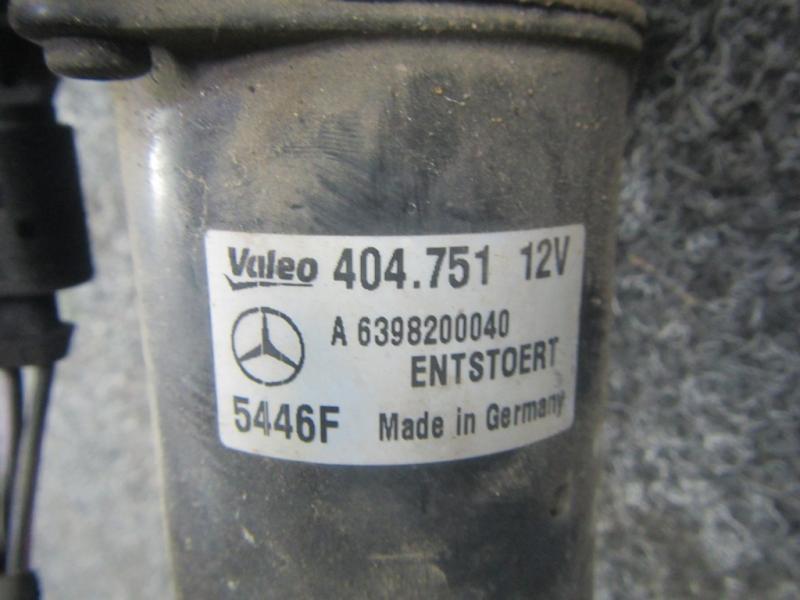 Valeo 404.751 12V
A 6398200040
ENTSTOERT
5446F Made in Germany